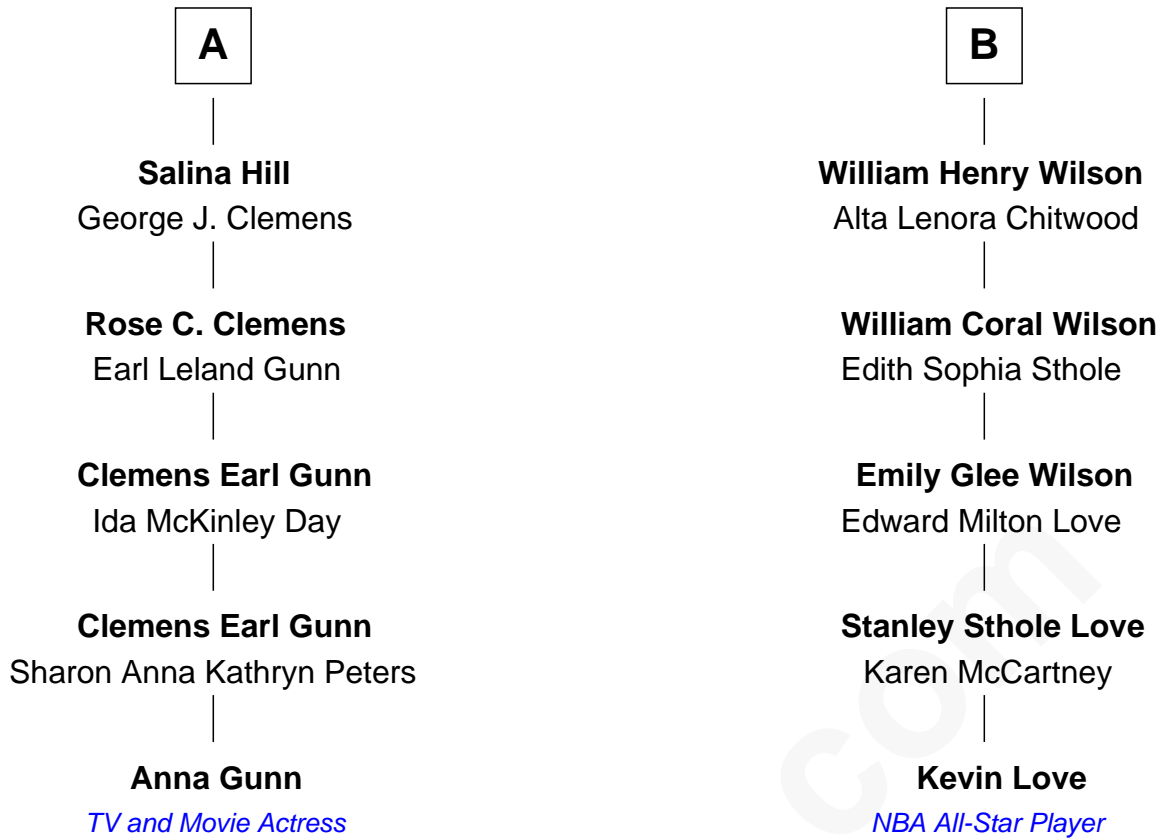 A
Salina Hill
George J. Clemens
Rose C. Clemens
Earl Leland Gunn
Clemens Earl Gunn
Ida McKinley Day
Clemens Earl Gunn
Sharon Anna Kathryn Peters
Anna Gunn
TV and Movie Actress
B
William Henry Wilson
Alta Lenora Chitwood
William Coral Wilson
Edith Sophia Sthole
Emily Glee Wilson
Edward Milton Love
Stanley Sthole Love
Karen McCartney
Kevin Love
NBA All-Star Player
com